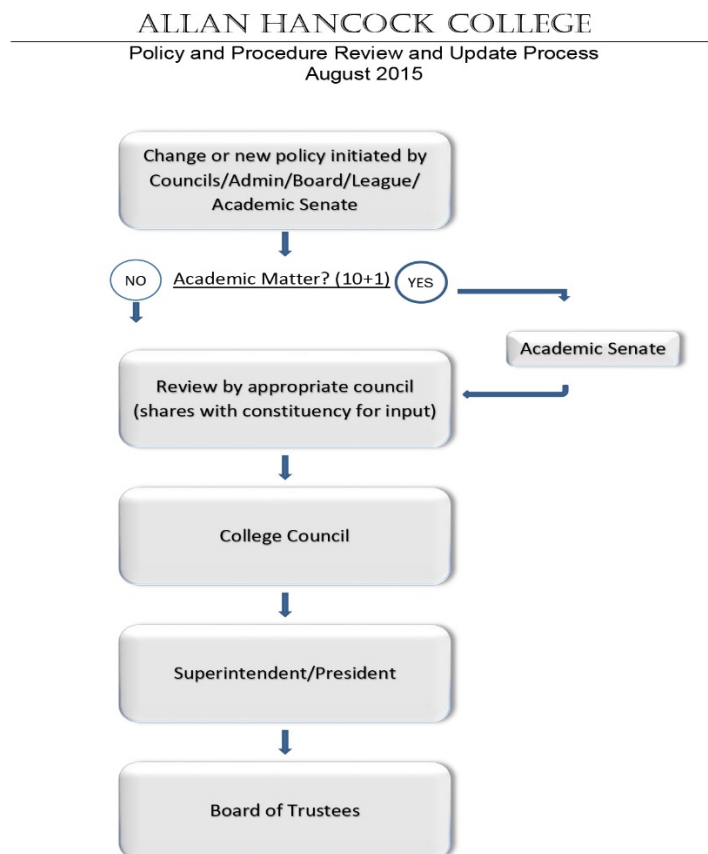 ALLAN HANCOCK COLLEGE
Policy and Procedure Review and Update Process
August 2015
Change or new policy initiated by
Councils/Admin/Board/League/
Academic Senate
NO
Academic Matter? (10+1)
YES
Academic Senate
Review by appropriate council
(shares with constituency for input)
College Council
Superintendent/President
Board of Trustees